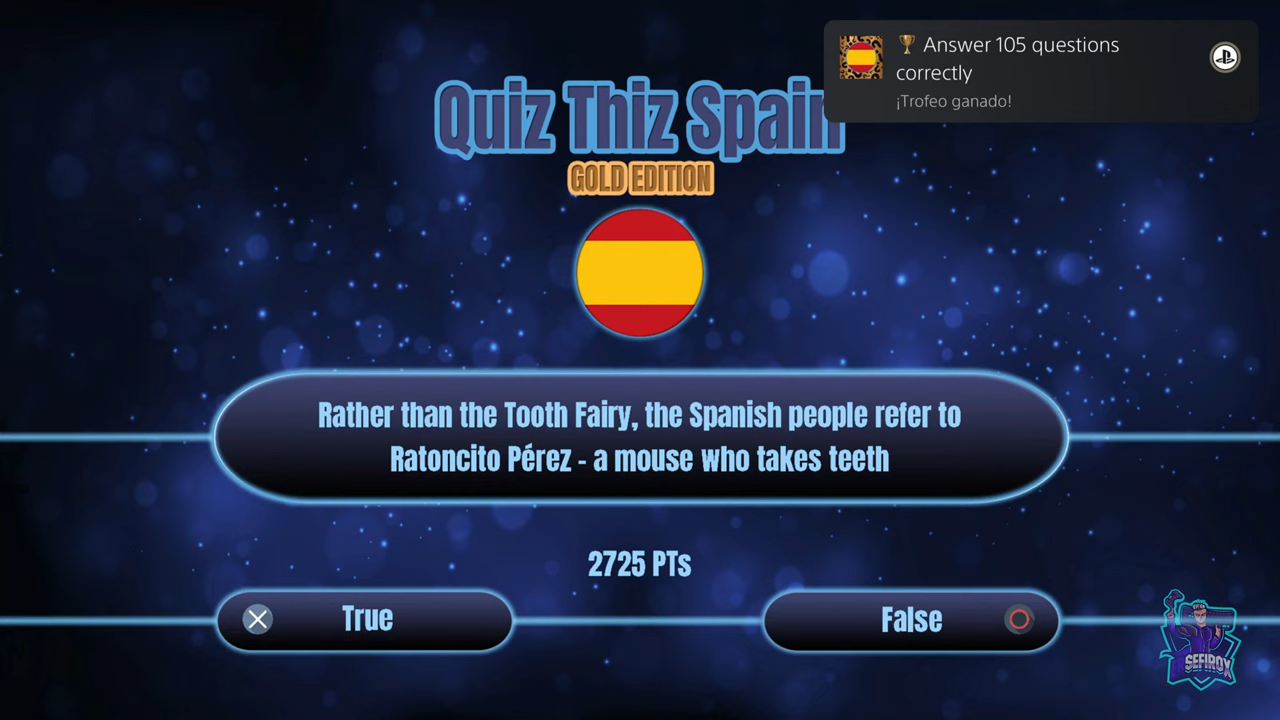 Answer 105 questions
correctly
¡Trofeo ganado!
Quiz Thiz Spain
GOLD EDITION
Rather than the Tooth Fairy, the Spanish people refer to
Ratoncito Pérez - a mouse who takes teeth
2725 PTs
True
False
SEFIROX